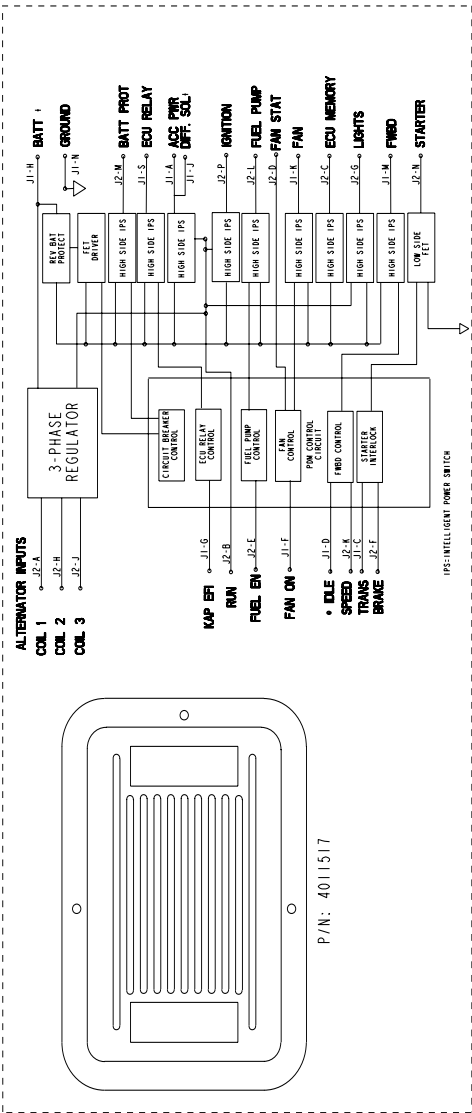 ALTERNATOR INPUTS
COIL 1
J2-A
COIL 2
J2-H
COIL 3
J2-J
3-PHASE
REGULATOR
REV BAT
PROTECT
FET
DRIVER
HIGH SIDE IPS
HIGH SIDE IPS
HIGH SIDE IPS
HIGH SIDE IPS
HIGH SIDE IPS
HIGH SIDE IPS
HIGH SIDE IPS
HIGH SIDE IPS
HIGH SIDE IPS
LOW SIDE
FET
J1-H
BATT +
GROUND
J1-N
J2-M
BATT PROT
J1-S
ECU RELAY
J1-A
ACC PWR
DIFF. SOL+
J1-J
J2-P
IGNITION
J2-L
FUEL PUMP
J2-D
FAN STAT
J1-K
FAN
J2-C
ECU MEMORY
J2-G
LIGHTS
J1-M
FWBD
J2-N
STARTER
CIRCUIT BREAKER
CONTROL
ECU RELAY
CONTROL
FUEL PUMP
CONTROL
FAN
CONTROL
PDM CONTROL
CIRCUIT
FWBD CONTROL
STARTER
INTERLOCK
KAP EFI
J1-G
RUN
J2-B
FUEL EN
J2-E
FAN ON
J1-F
* IDLE
J1-D
SPEED
J2-K
TRANS
J1-C
BRAKE
J2-F
IPS=INTELLIGENT POWER SWITCH
P/N: 4011517